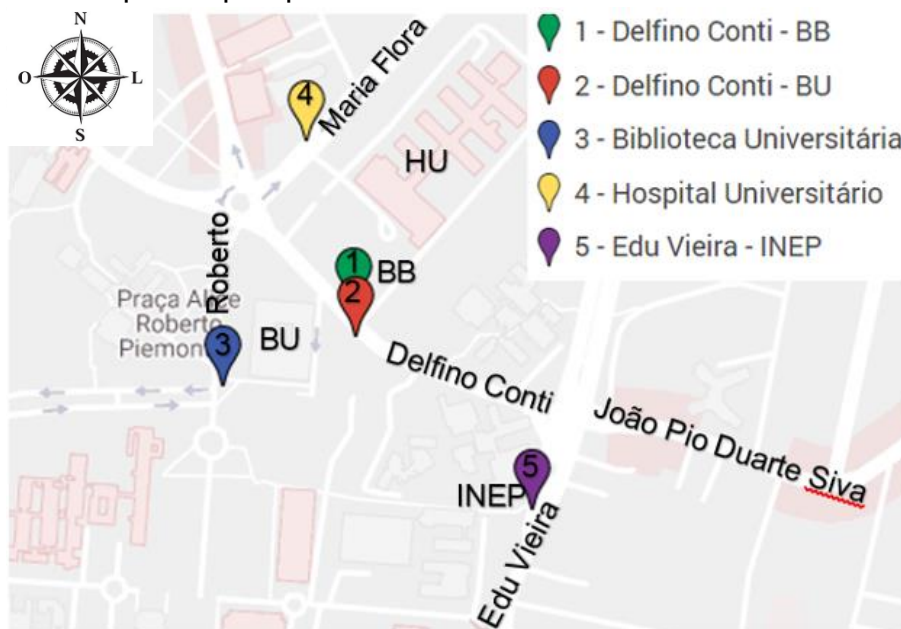 N
O
L
S
1 - Delfino Conti - BB
2 - Delfino Conti - BU
3 - Biblioteca Universitária
4 - Hospital Universitário
5 - Edu Vieira - INEP
4
Maria Flora
HU
Roberto
1
BB
2
Praça Alice
Roberto
BU
3
Delfino Conti
João Pio Duarte Siva
5
INEP
Edu Vieira